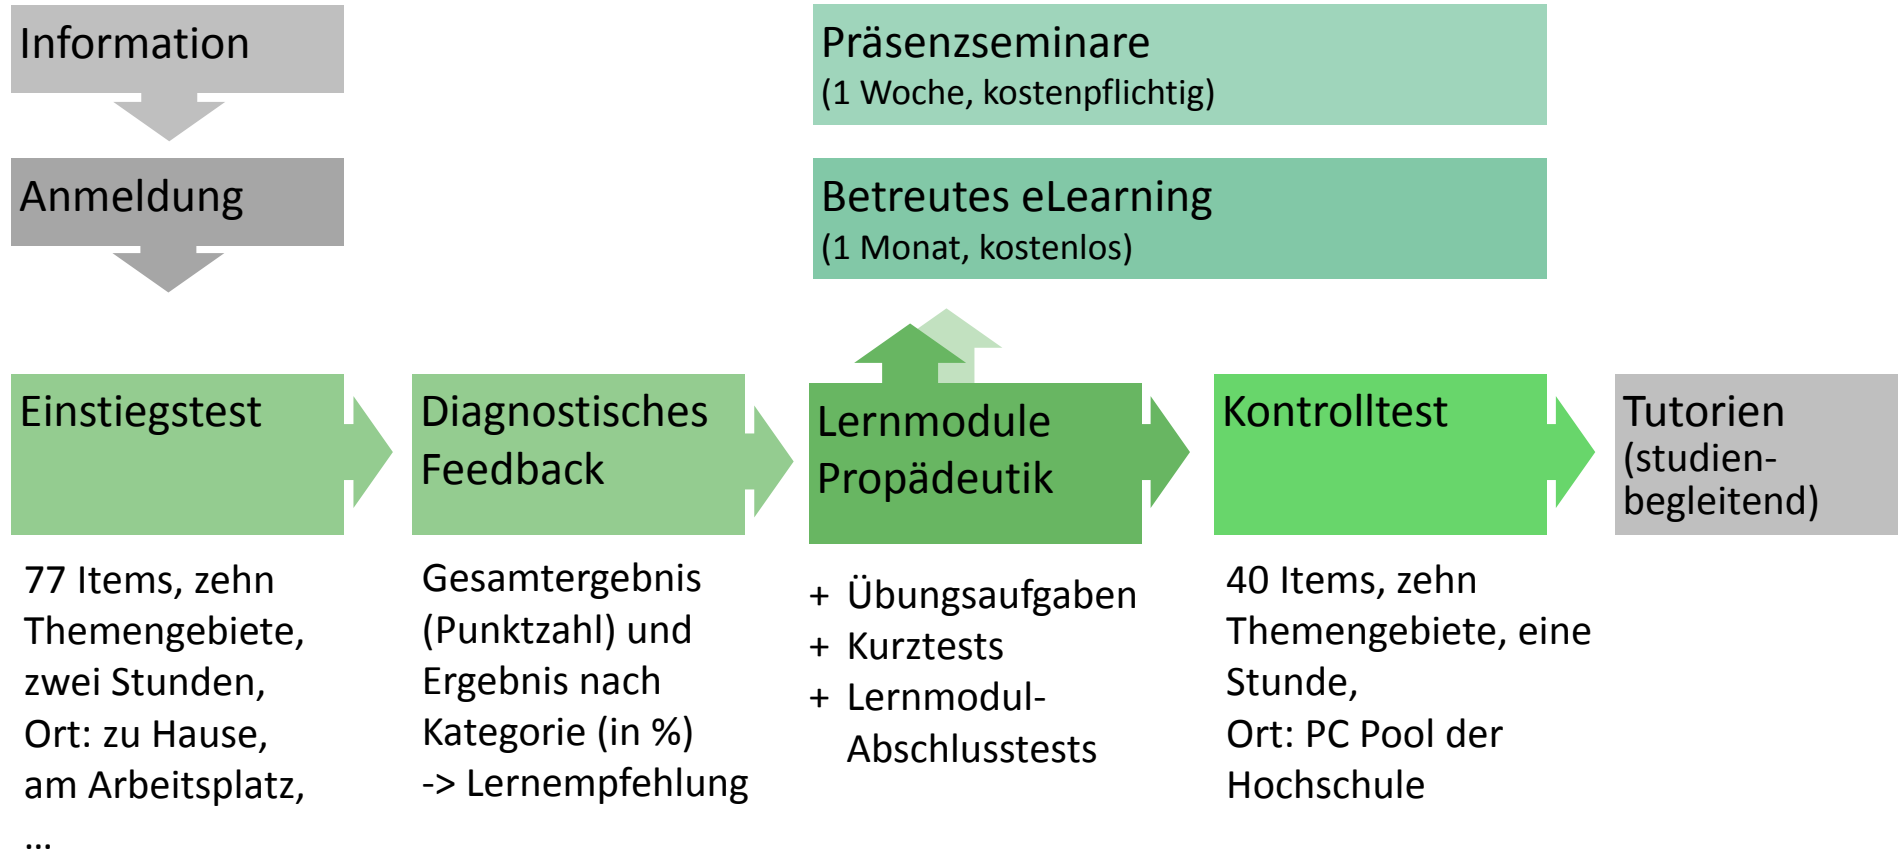 Information
Anmeldung
Präsenzseminare
(1 Woche, kostenpflichtig)
Betreutes eLearning
(1 Monat, kostenlos)
Einstiegstest
77 Items, zehn
Themengebiete,
zwei Stunden,
Ort: zu Hause,
am Arbeitsplatz,
...
Diagnostisches
Feedback
Gesamtergebnis
(Punktzahl) und
Ergebnis nach
Kategorie (in %)
-> Lernempfehlung
Lernmodule
Propädeutik
+ Übungsaufgaben
+ Kurztests
+ Lernmodul-
Abschlusstests
Kontrolltest
40 Items, zehn
Themengebiete, eine
Stunde,
Ort: PC Pool der
Hochschule
Tutorien
(studien-
begleitend)